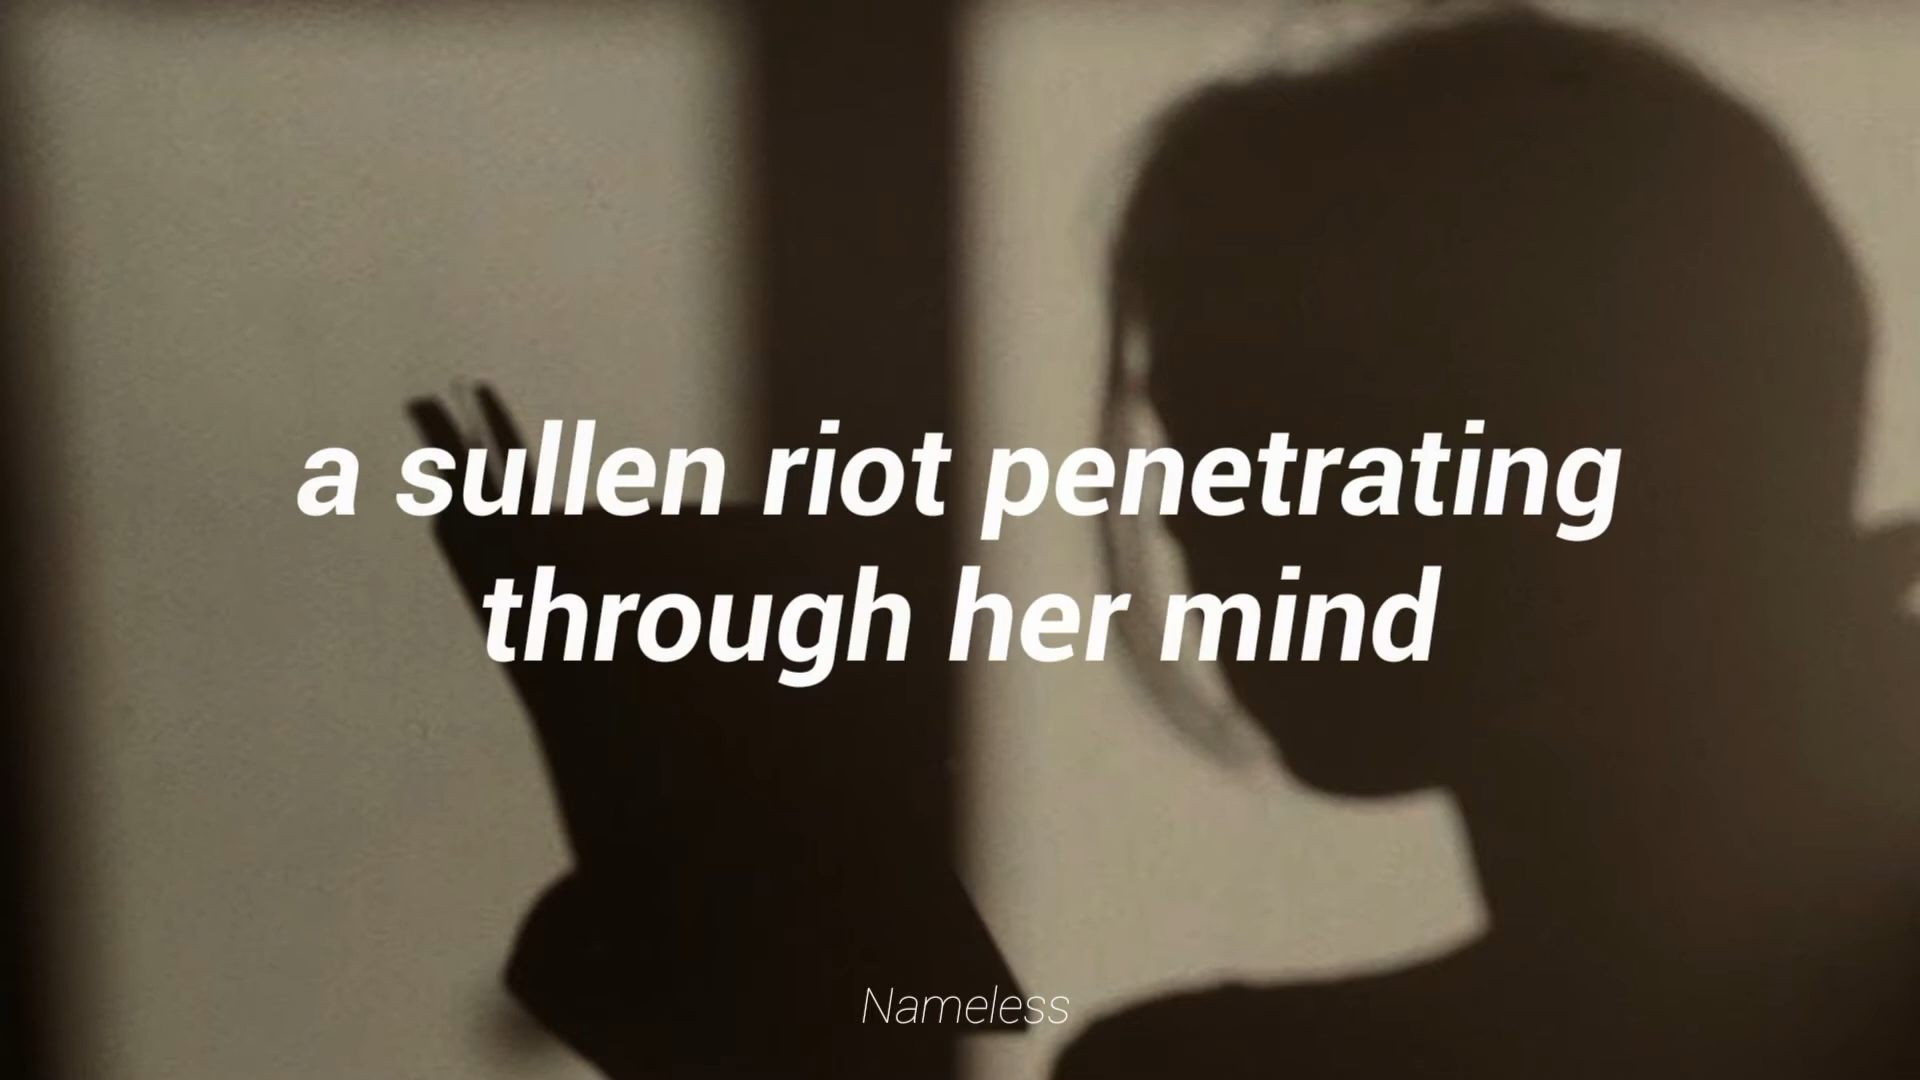 a sullen riot penetrating
through her mind
Nameless